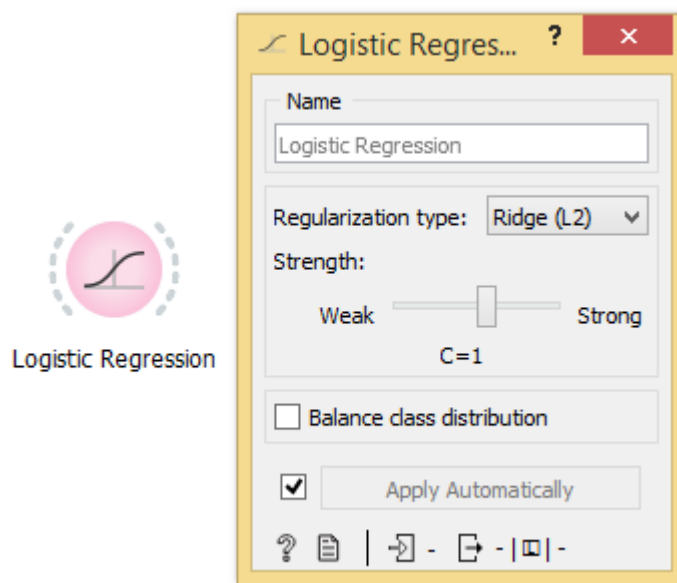 Logistic Regres... ? ×
Name
Logistic Regression
Regularization type: Ridge (L2)
Strength:
Weak Strong
C=1
Balance class distribution
Apply Automatically
? - - | | -
Logistic Regression